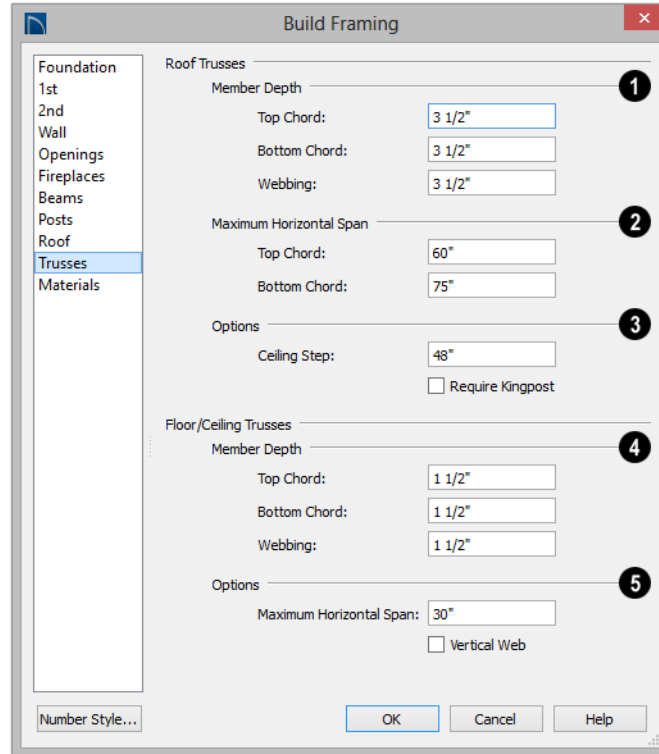 Build Framing
Foundation
1st
2nd
Wall
Openings
Fireplaces
Beams
Posts
Roof
Trusses
Materials
Number Style...
Roof Trusses
Member Depth 1
Top Chord: 3 1/2"
Bottom Chord: 3 1/2"
Webbing: 3 1/2"
Maximum Horizontal Span 2
Top Chord: 60"
Bottom Chord: 75"
Options 3
Ceiling Step: 48"
Require Kingpost
Floor/Ceiling Trusses
Member Depth 4
Top Chord: 1 1/2"
Bottom Chord: 1 1/2"
Webbing: 1 1/2"
Options 5
Maximum Horizontal Span: 30"
Vertical Web
OK Cancel Help